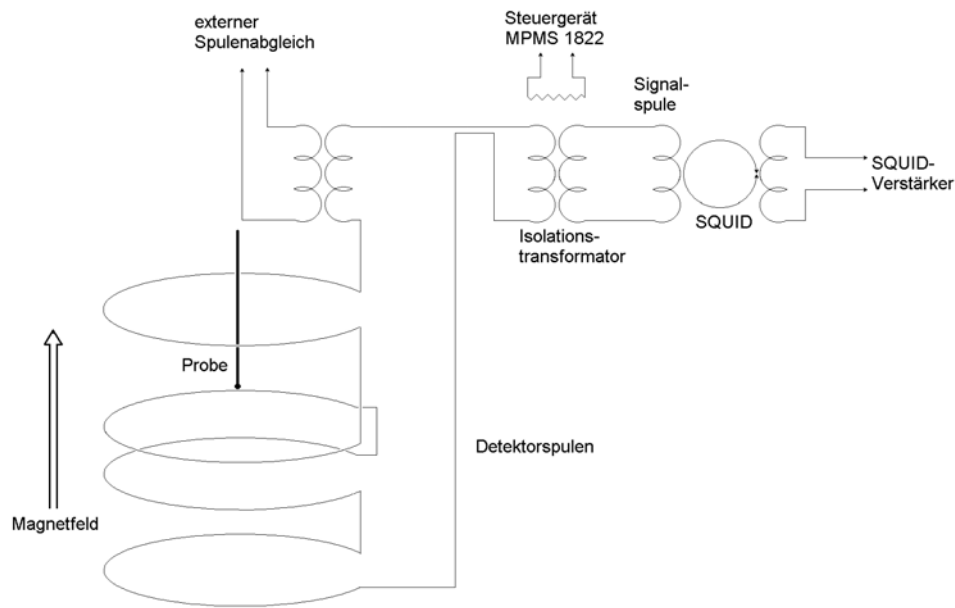 externer
Spulenabgleich
Steuergerät
MPMS 1822
Signal-
spule
SQUID-
Verstärker
SQUID
Isolations-
transformator
Probe
Detektorspulen
Magnetfeld